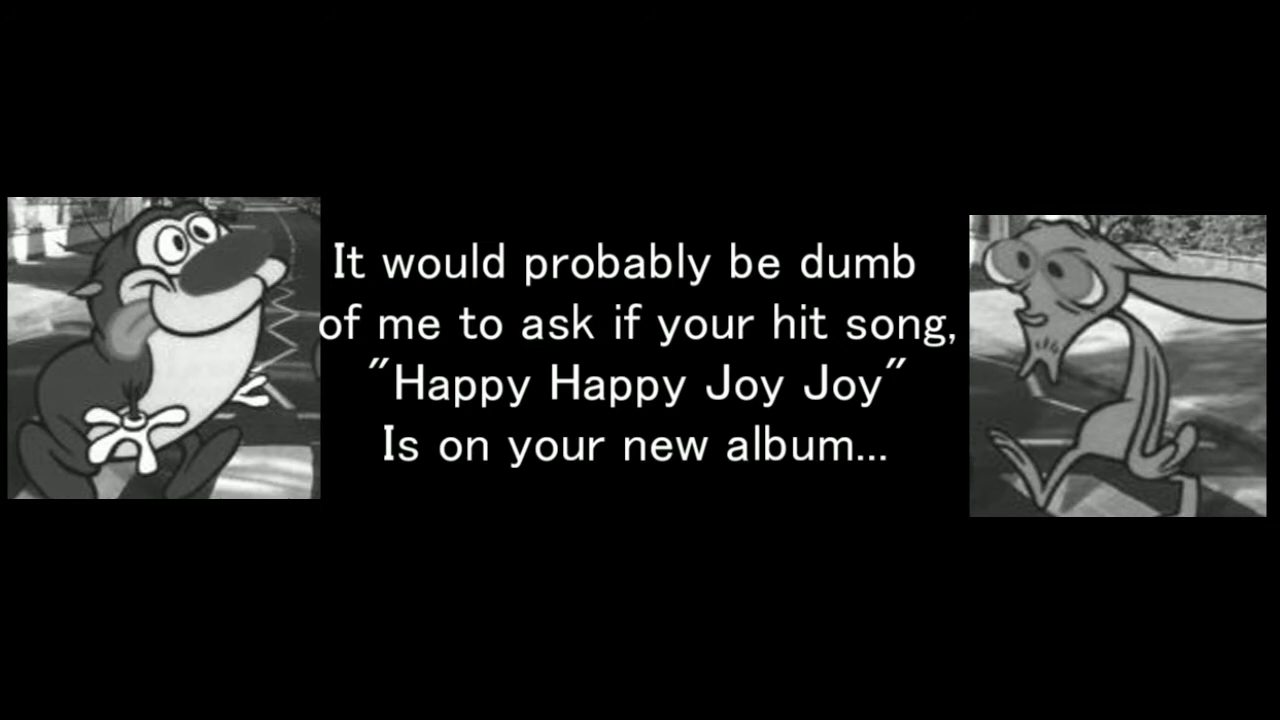 It would probably be dumb
of me to ask if your hit song,
"Happy Happy Joy Joy"
Is on your new album...